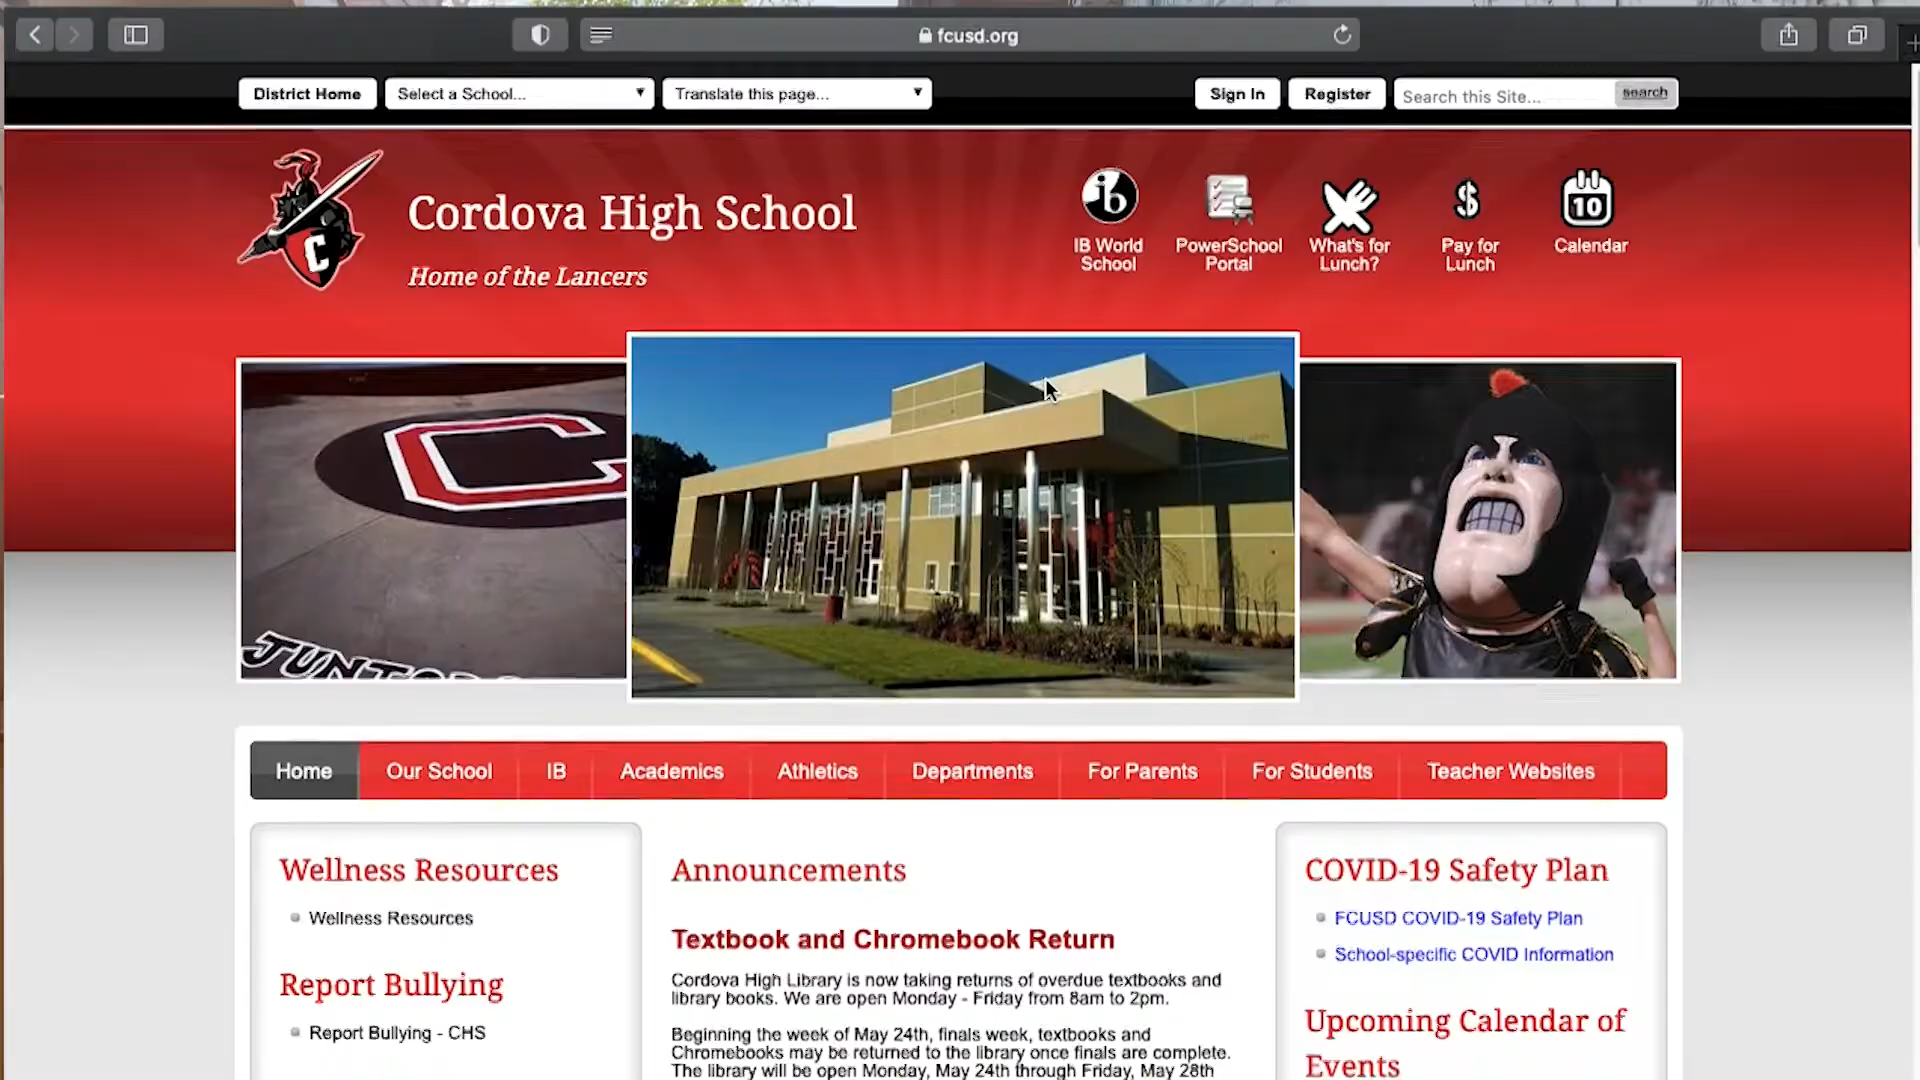 fcusd.org
District Home
Select a School...
Translate this page...
Sign In
Register
Search this Site...
search
C
Cordova High School
Home of the Lancers
ib
IB World
School
PowerSchool
Portal
What's for
Lunch?
$
Pay for
Lunch
10
Calendar
C
Home
Our School
IB
Academics
Athletics
Departments
For Parents
For Students
Teacher Websites
Wellness Resources
Wellness Resources
Report Bullying
Report Bullying - CHS
Announcements
Textbook and Chromebook Return
Cordova High Library is now taking returns of overdue textbooks and
library books. We are open Monday - Friday from 8am to 2pm.
Beginning the week of May 24th, finals week, textbooks and
Chromebooks may be returned to the library once finals are complete.
The library will be open Monday, May 24th through Friday, May 28th
COVID-19 Safety Plan
FCUSD COVID-19 Safety Plan
School-specific COVID Information
Upcoming Calendar of
Events